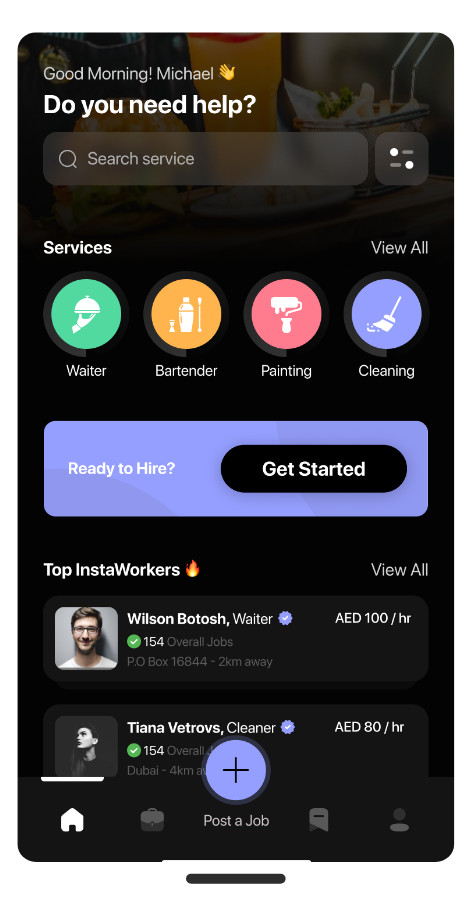 Good Morning! Michael 👋
Do you need help?
Search service
Services View All
Waiter Bartender Painting Cleaning
Ready to Hire? Get Started
Top InstaWorkers 🔥 View All
Wilson Botosh, Waiter AED 100 / hr
154 Overall Jobs
P.O Box 16844 - 2km away
Tiana Vetrovs, Cleaner AED 80 / hr
154 Overall
Dubai - 4km
Post a Job